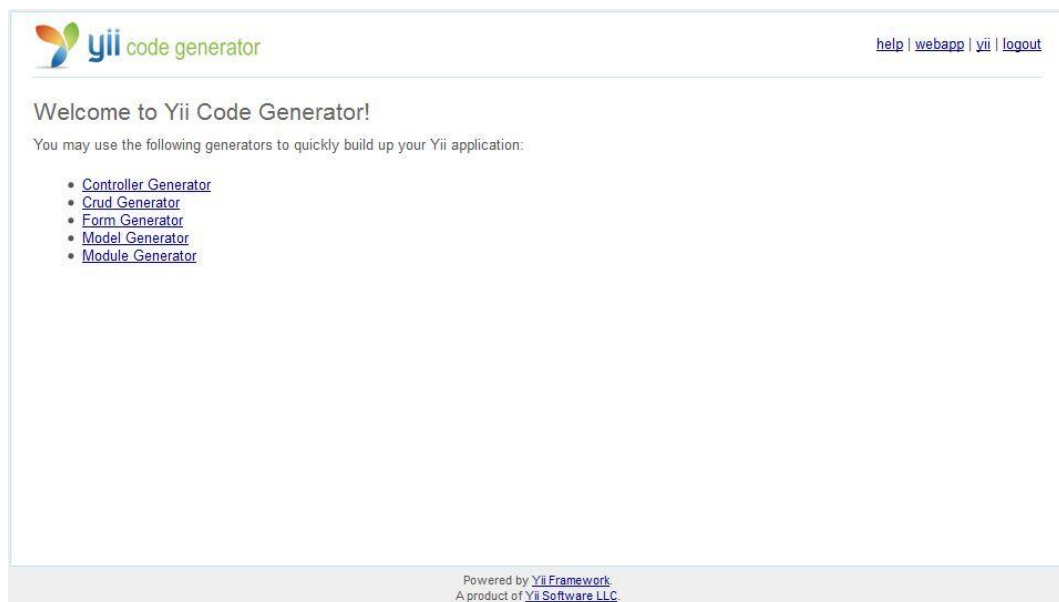 yii code generator
help | webapp | yii | logout
Welcome to Yii Code Generator!
You may use the following generators to quickly build up your Yii application:
Controller Generator
Crud Generator
Form Generator
Model Generator
Module Generator
Powered by Yii Framework.
A product of Yii Software LLC.